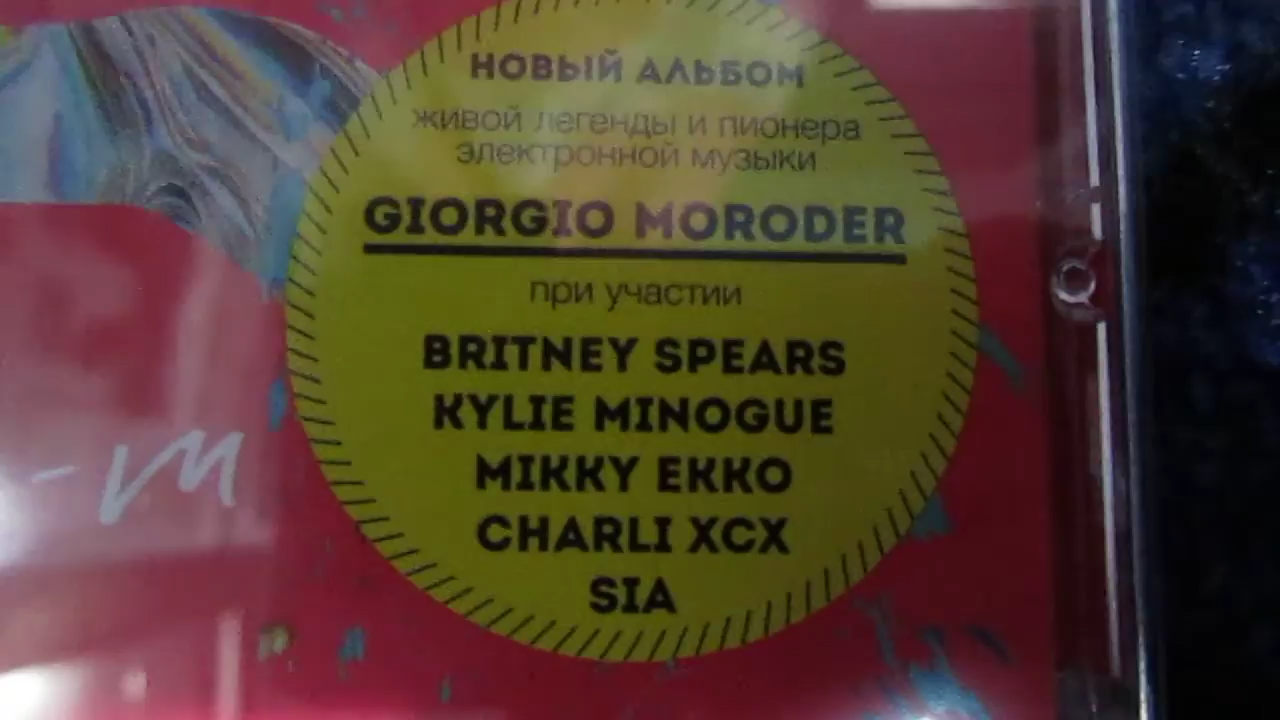 НОВЫЙ АЛЬБОМ
живой легенды и пионера
электронной музыки
GIORGIO MORODER
при участии
BRITNEY SPEARS
KYLIE MINOGUE
MIKKY EKKO
CHARLI XCX
SIA